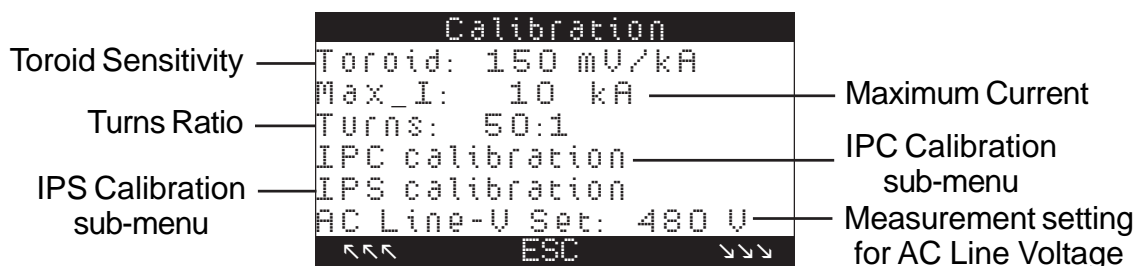 Calibration
Toroid Sensitivity
Toroid: 150 mV/kA
Max_I: 10 kA
Maximum Current
Turns Ratio
Turns: 50:1
IPC calibration
IPC Calibration
sub-menu
IPS Calibration
sub-menu
IPS calibration
AC Line-V Set: 480 V
Measurement setting
for AC Line Voltage
↖↖↖ ESC ↘↘↘